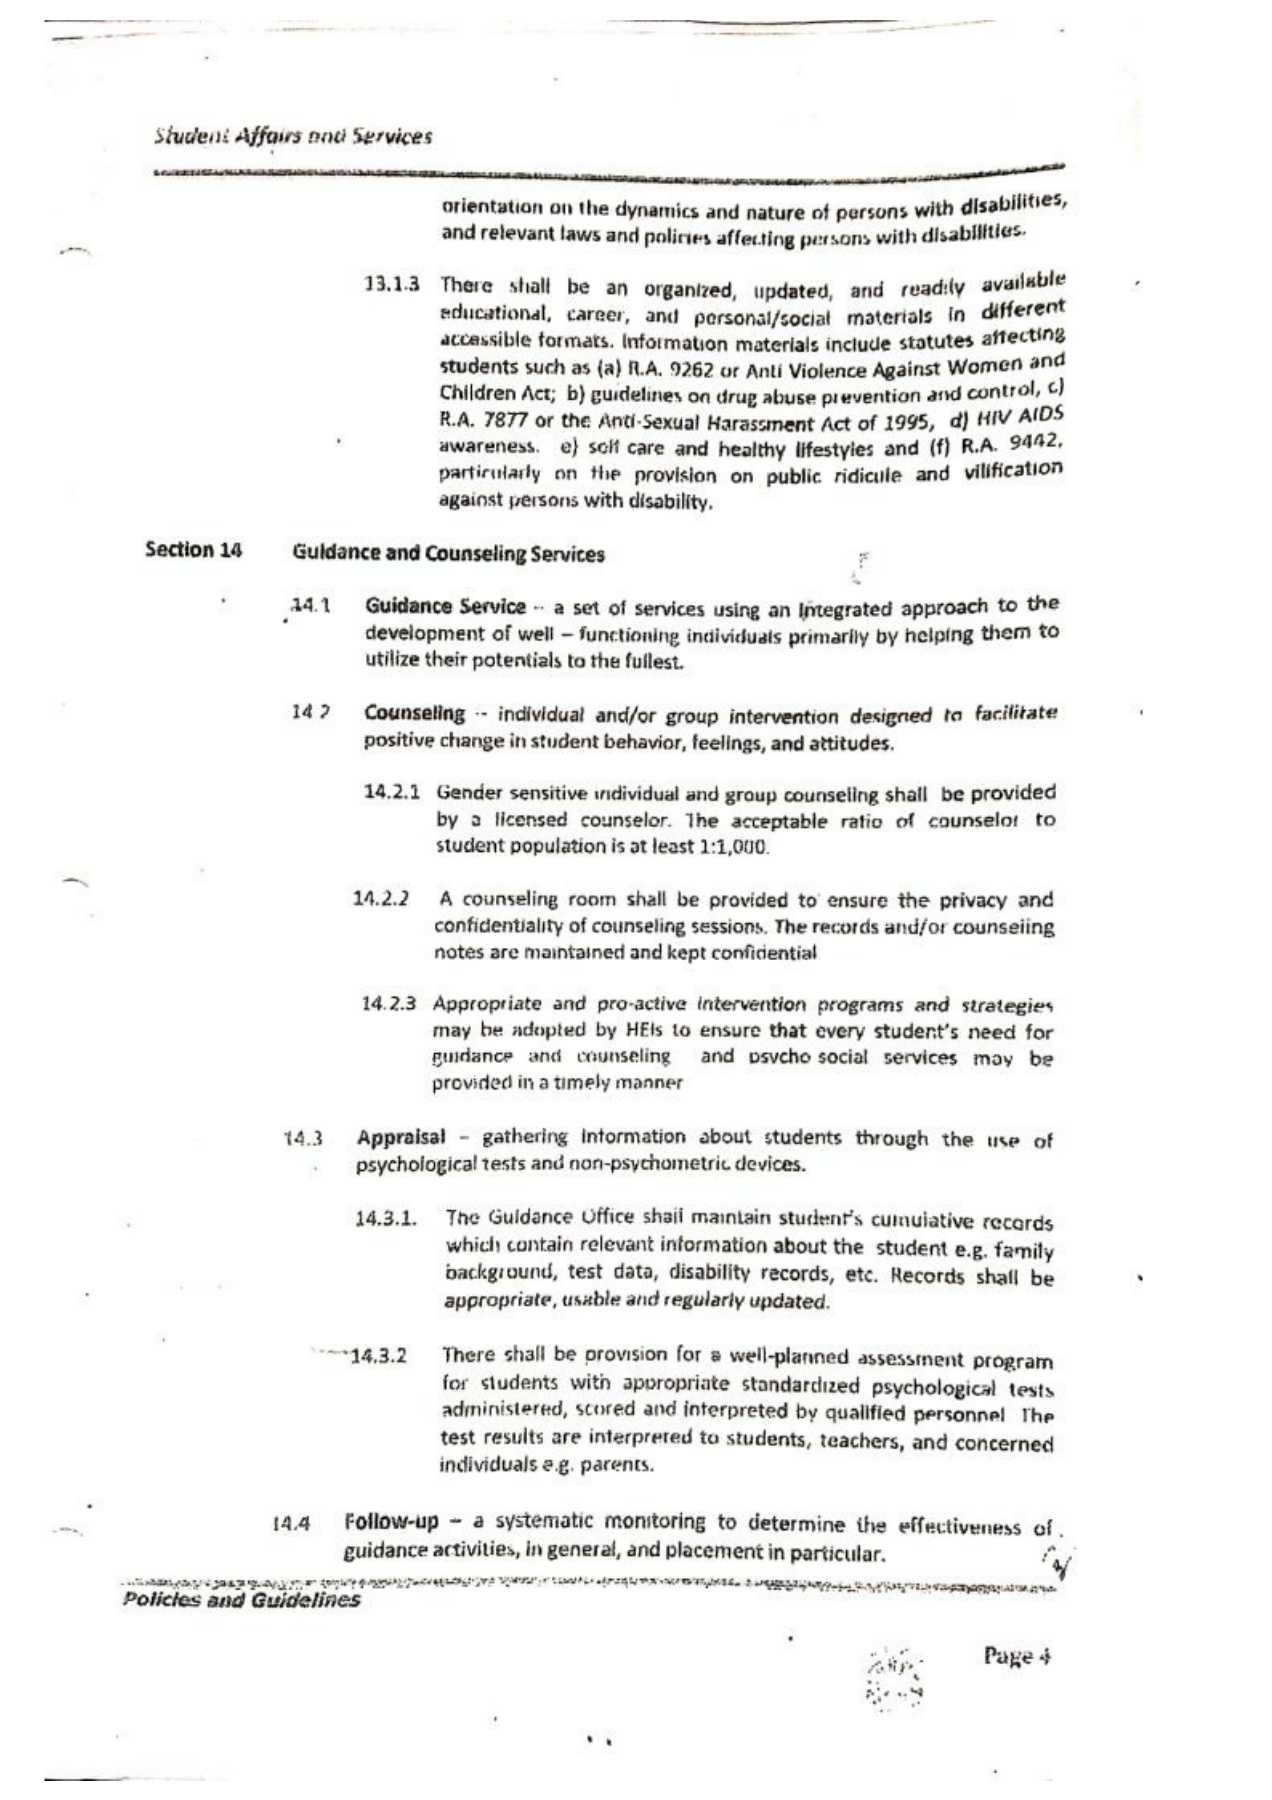 Student Affairs and Services
orientation on the dynamics and nature of persons with disabilities,
and relevant laws and policies affecting persons with disabilities.
13.1.3 There shall be an organized, updated, and readily available
educational, career, and personal/social materials in different
accessible formats. Information materials include statutes affecting
students such as (a) R.A. 9262 or Anti Violence Against Women and
Children Act; b) guidelines on drug abuse prevention and control, c)
R.A. 7877 or the Anti-Sexual Harassment Act of 1995, d) HIV AIDS
awareness. e) self care and healthy lifestyles and (f) R.A. 9442,
particularly on the provision on public ridicule and vilification
against persons with disability.
Section 14 Guidance and Counseling Services
14.1 Guidance Service -- a set of services using an integrated approach to the
development of well – functioning individuals primarily by helping them to
utilize their potentials to the fullest.
14 2 Counseling -- individual and/or group intervention designed to facilitate
positive change in student behavior, feelings, and attitudes.
14.2.1 Gender sensitive individual and group counseling shall be provided
by a licensed counselor. The acceptable ratio of counselor to
student population is at least 1:1,000.
14.2.2 A counseling room shall be provided to ensure the privacy and
confidentiality of counseling sessions. The records and/or counseling
notes are maintained and kept confidential
14.2.3 Appropriate and pro-active intervention programs and strategies
may be adopted by HEIs to ensure that every student's need for
guidance and counseling and psycho social services may be
provided in a timely manner
14.3 Appraisal – gathering information about students through the use of
psychological tests and non-psychometric devices.
14.3.1. The Guidance Office shall maintain student's cumulative records
which contain relevant information about the student e.g. family
background, test data, disability records, etc. Records shall be
appropriate, usable and regularly updated.
14.3.2 There shall be provision for a well-planned assessment program
for students with appropriate standardized psychological tests
administered, scored and interpreted by qualified personnel The
test results are interpreted to students, teachers, and concerned
individuals e.g. parents.
14.4 Follow-up – a systematic monitoring to determine the effectiveness of
guidance activities, in general, and placement in particular.
Policies and Guidelines
Page 4